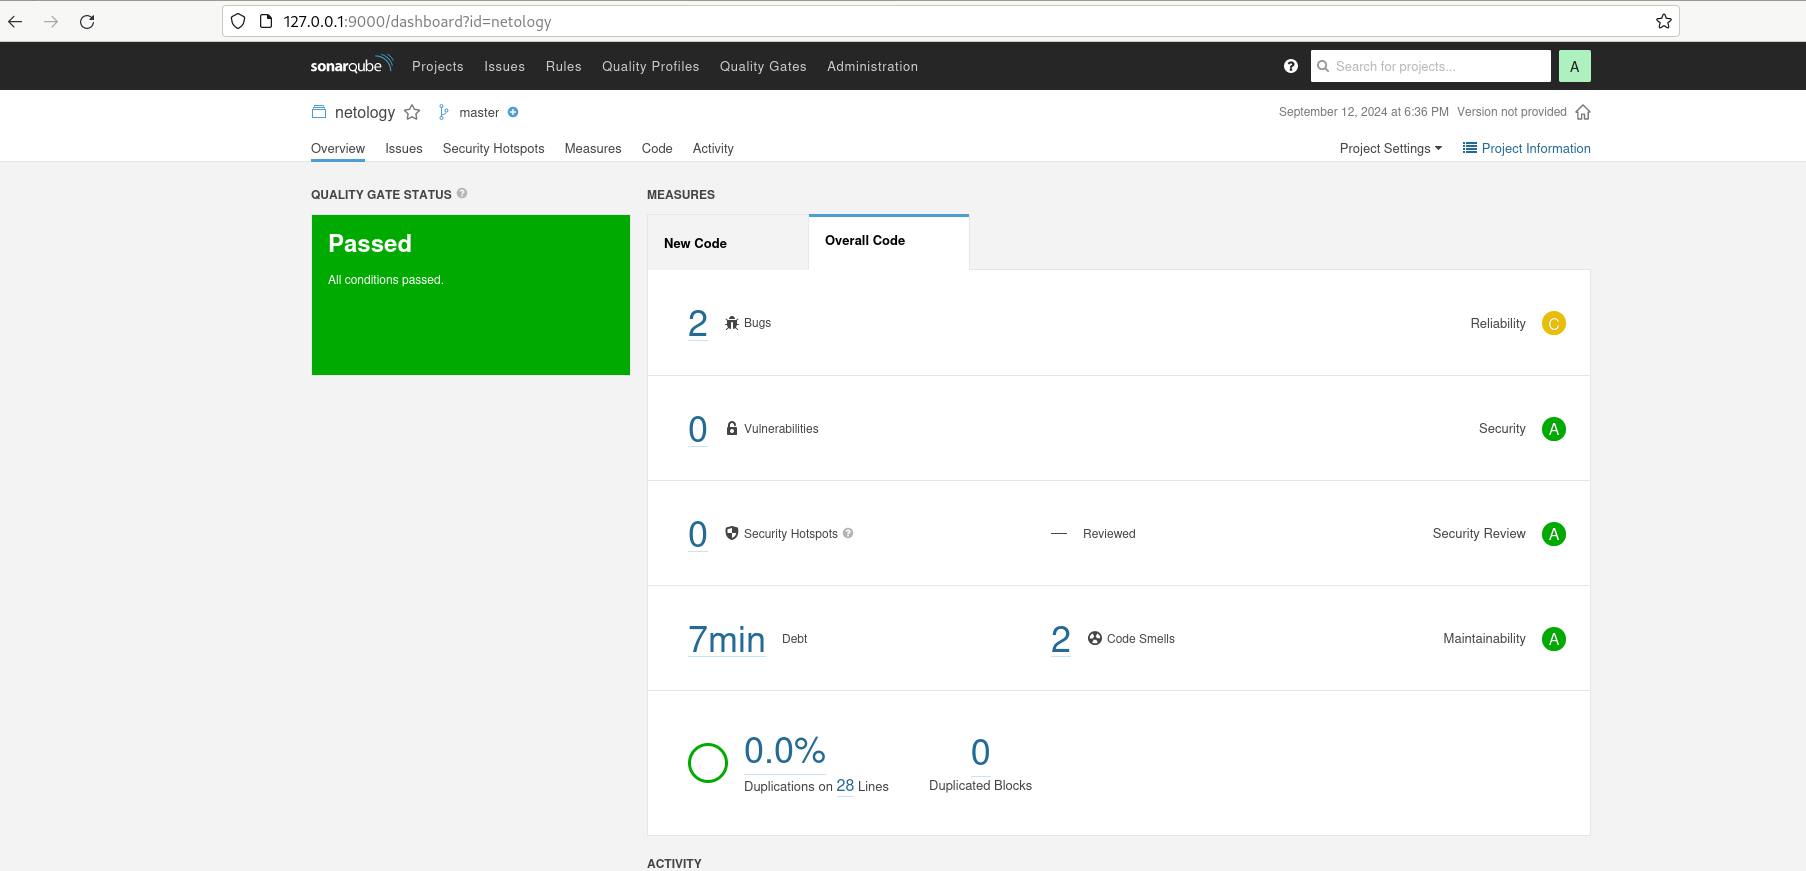 127.0.0.1:9000/dashboard?id=netology
sonarqube Projects Issues Rules Quality Profiles Quality Gates Administration Search for projects... A
netology master September 12, 2024 at 6:36 PM Version not provided
Overview Issues Security Hotspots Measures Code Activity Project Settings Project Information
QUALITY GATE STATUS ?
Passed
All conditions passed.
MEASURES
New Code Overall Code
2 Bugs Reliability C
0 Vulnerabilities Security A
0 Security Hotspots ? — Reviewed Security Review A
7min Debt 2 Code Smells Maintainability A
0.0% 0
Duplications on 28 Lines Duplicated Blocks
ACTIVITY